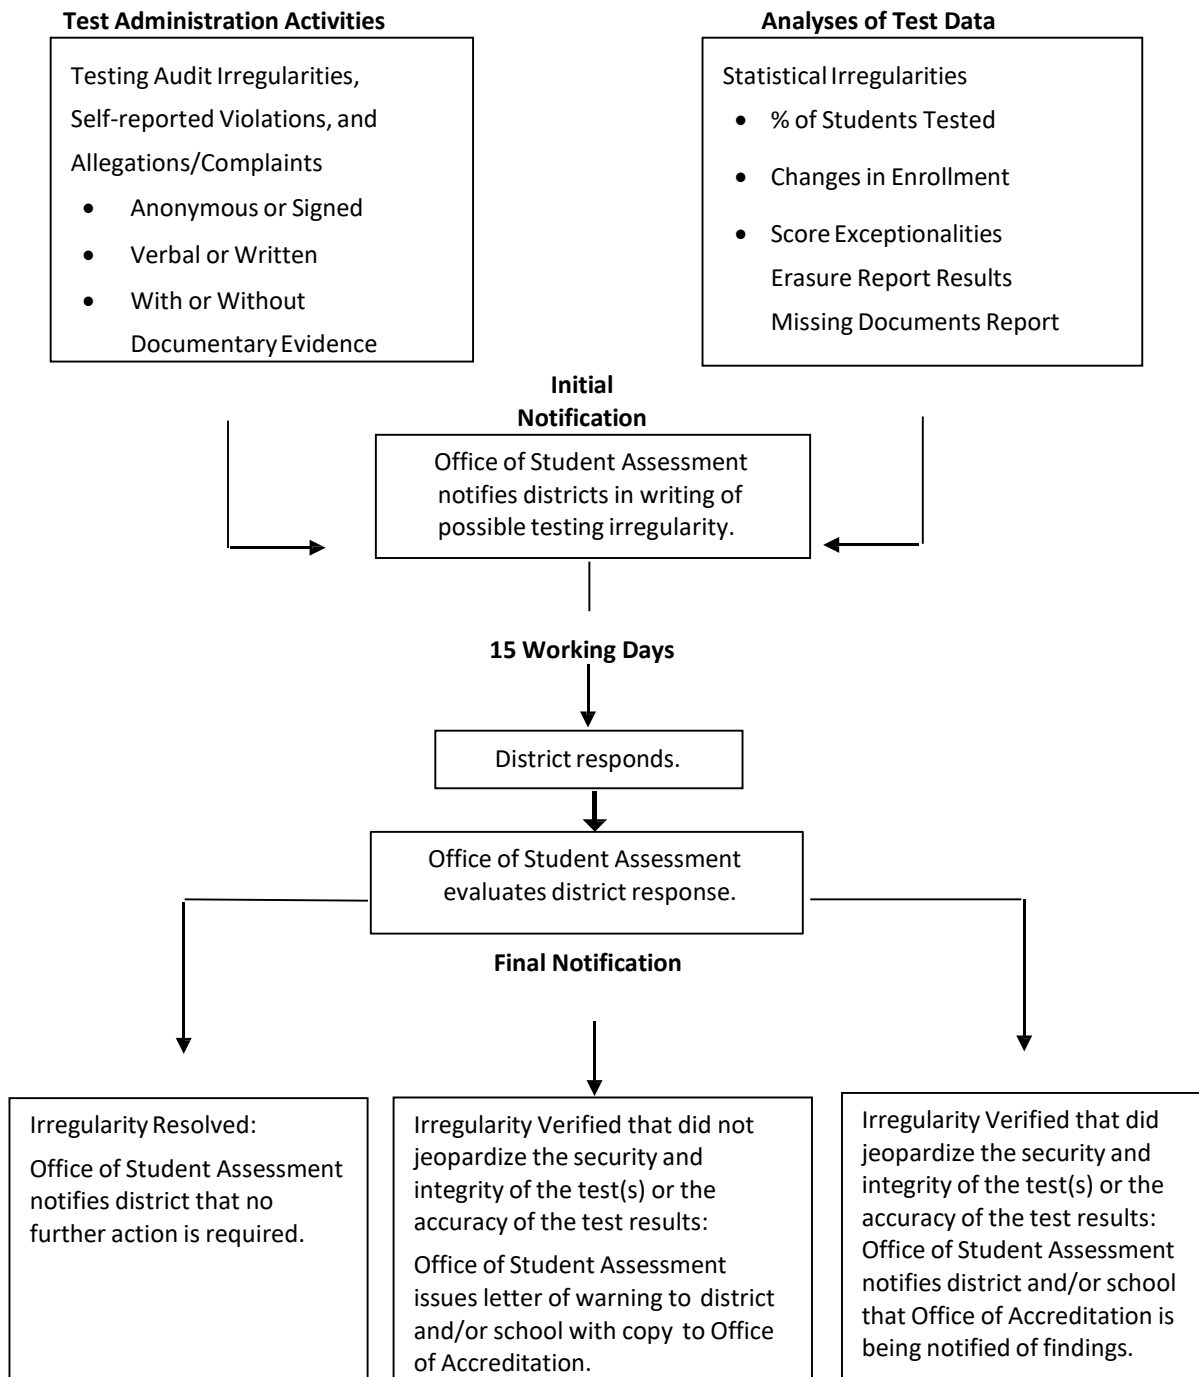 Test Administration Activities
Testing Audit Irregularities,
Self-reported Violations, and
Allegations/Complaints
• Anonymous or Signed
• Verbal or Written
• With or Without
Documentary Evidence
Analyses of Test Data
Statistical Irregularities
• % of Students Tested
• Changes in Enrollment
• Score Exceptionalities
Erasure Report Results
Missing Documents Report
Initial
Notification
Office of Student Assessment
notifies districts in writing of
possible testing irregularity.
15 Working Days
District responds.
Office of Student Assessment
evaluates district response.
Final Notification
Irregularity Resolved:
Office of Student Assessment
notifies district that no
further action is required.
Irregularity Verified that did not
jeopardize the security and
integrity of the test(s) or the
accuracy of the test results:
Office of Student Assessment
issues letter of warning to district
and/or school with copy to Office
of Accreditation.
Irregularity Verified that did
jeopardize the security and
integrity of the test(s) or the
accuracy of the test results:
Office of Student Assessment
notifies district and/or school
that Office of Accreditation is
being notified of findings.